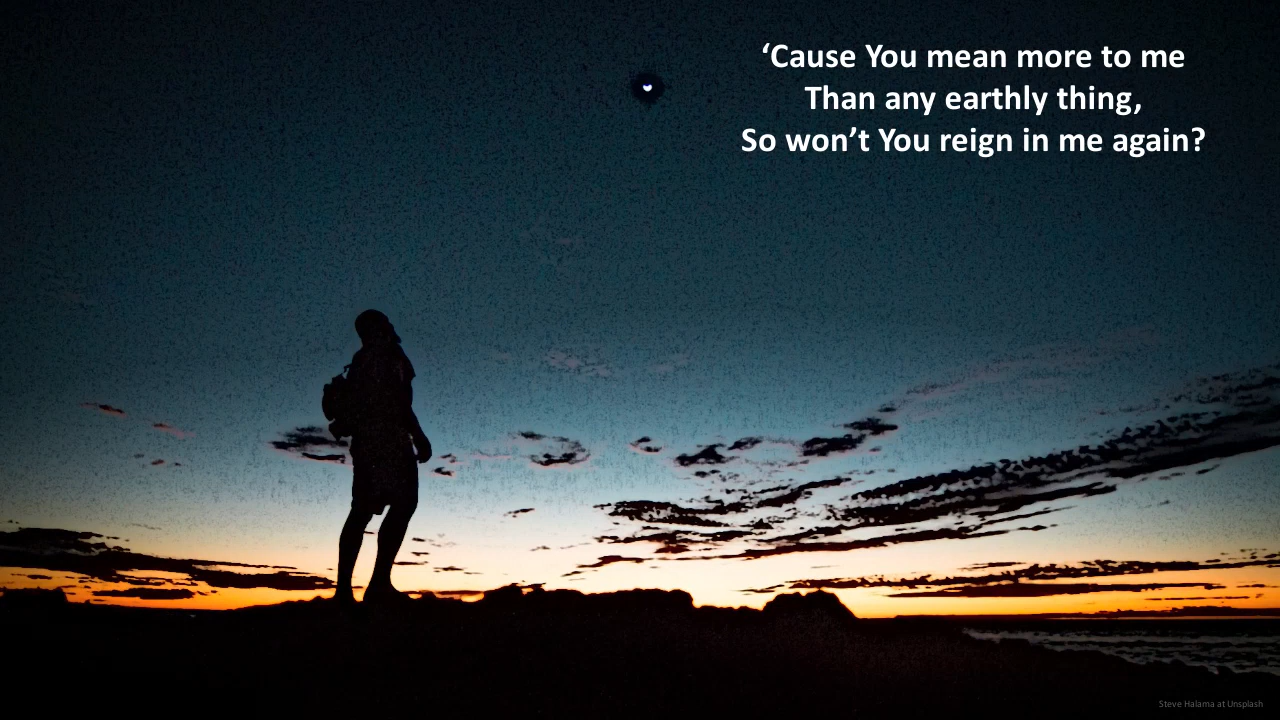 ‘Cause You mean more to me
Than any earthly thing,
So won’t You reign in me again?
Steve Halama at Unsplash